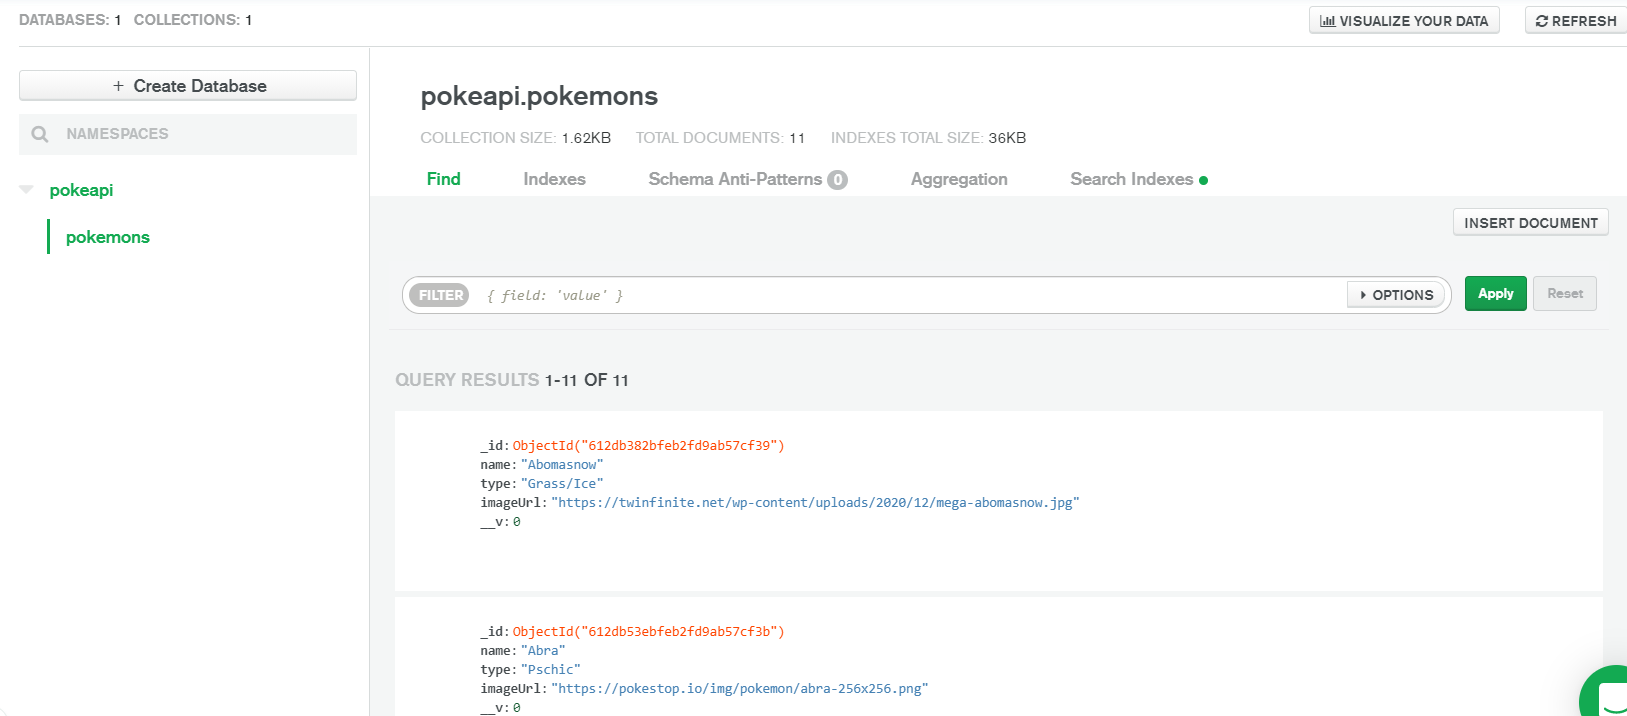 DATABASES: 1 COLLECTIONS: 1
VISUALIZE YOUR DATA
REFRESH
+ Create Database
NAMESPACES
pokeapi
pokemons
pokeapi.pokemons
COLLECTION SIZE: 1.62KB TOTAL DOCUMENTS: 11 INDEXES TOTAL SIZE: 36KB
Find Indexes Schema Anti-Patterns 0 Aggregation Search Indexes
INSERT DOCUMENT
FILTER { field: 'value' } OPTIONS Apply Reset
QUERY RESULTS 1-11 OF 11
_id: ObjectId("612db382bfeb2fd9ab57cf39")
name: "Abomasnow"
type: "Grass/Ice"
imageUrl: "https://twinfinite.net/wp-content/uploads/2020/12/mega-abomasnow.jpg"
__v: 0
_id: ObjectId("612db53ebfeb2fd9ab57cf3b")
name: "Abra"
type: "Pschic"
imageUrl: "https://pokestop.io/img/pokemon/abra-256x256.png"
__v: 0